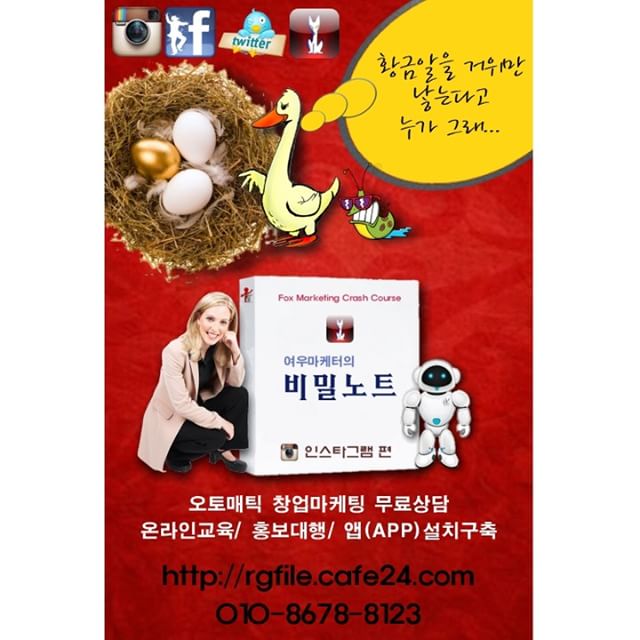 twitter
황금알을 거위만
낳는다고
누가 그래...
Fox Marketing Crash Course
여우마케터의
비밀노트
인스타그램 편
오토매틱 창업마케팅 무료상담
온라인교육/ 홍보대행/ 앱(APP)설치구축
http://rgfile.cafe24.com
010-8678-8123